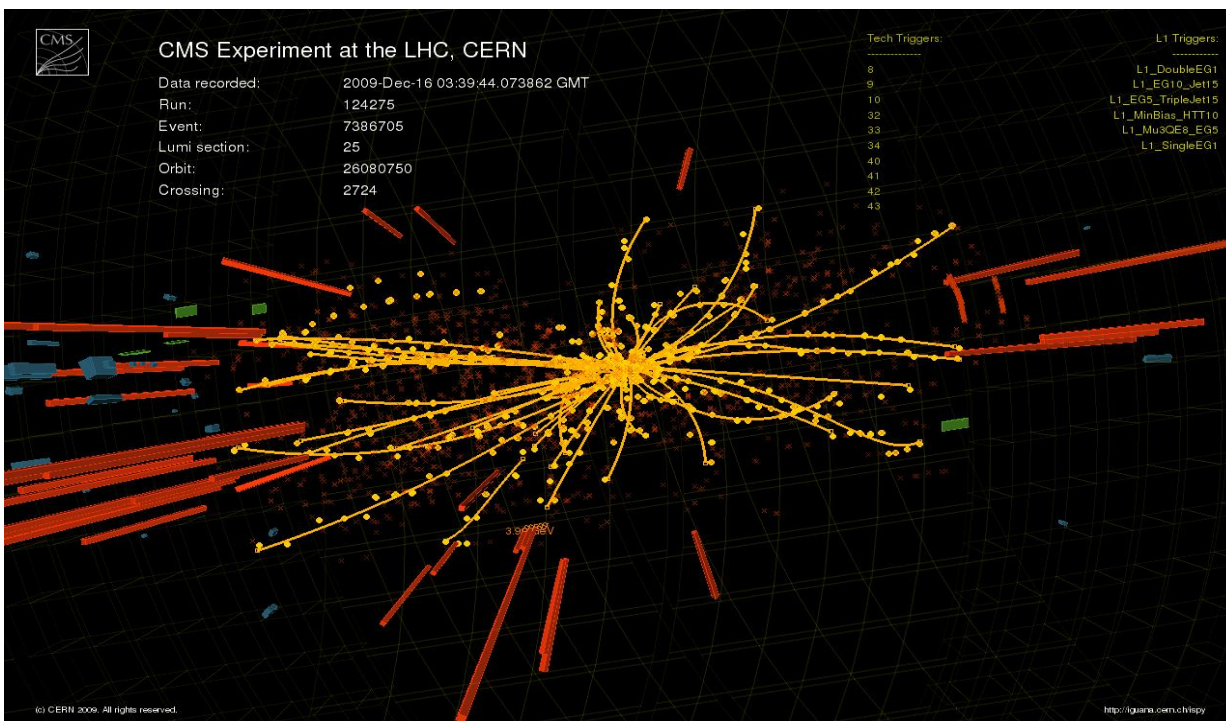 CMS
CMS Experiment at the LHC, CERN
Data recorded: 2009-Dec-16 03:39:44.073862 GMT
Run: 124275
Event: 7386705
Lumi section: 25
Orbit: 26080750
Crossing: 2724
Tech Triggers:
--------------
8
9
10
32
33
34
40
41
42
43
L1 Triggers:
------------
L1_DoubleEG1
L1_EG10_Jet15
L1_EG5_TripleJet15
L1_MinBias_HTT10
L1_Mu3QE8_EG5
L1_SingleEG1
(c) CERN 2009. All rights reserved.
http://iguana.cern.ch/ispy